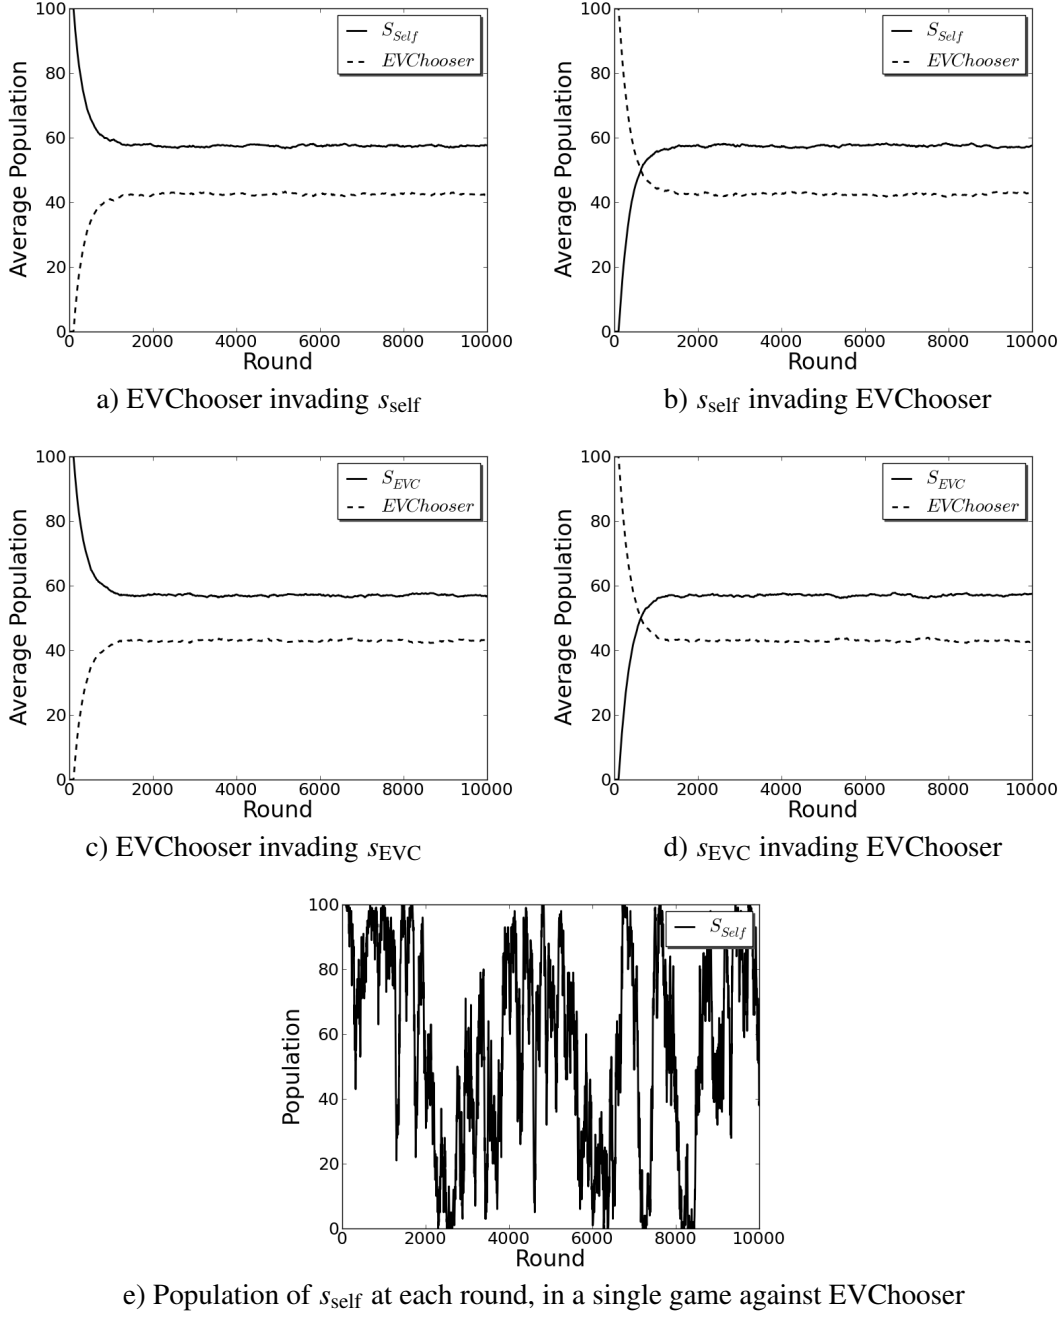 100
80
60
40
20
0
Average Population
S_Self
EVChooser
0 2000 4000 6000 8000 10000
Round
a) EVChooser invading s_self
100
80
60
40
20
0
Average Population
S_Self
EVChooser
0 2000 4000 6000 8000 10000
Round
b) s_self invading EVChooser
100
80
60
40
20
0
Average Population
S_EVC
EVChooser
0 2000 4000 6000 8000 10000
Round
c) EVChooser invading s_EVC
100
80
60
40
20
0
Average Population
S_EVC
EVChooser
0 2000 4000 6000 8000 10000
Round
d) s_EVC invading EVChooser
100
80
60
40
20
0
Population
S_Self
0 2000 4000 6000 8000 10000
Round
e) Population of s_self at each round, in a single game against EVChooser